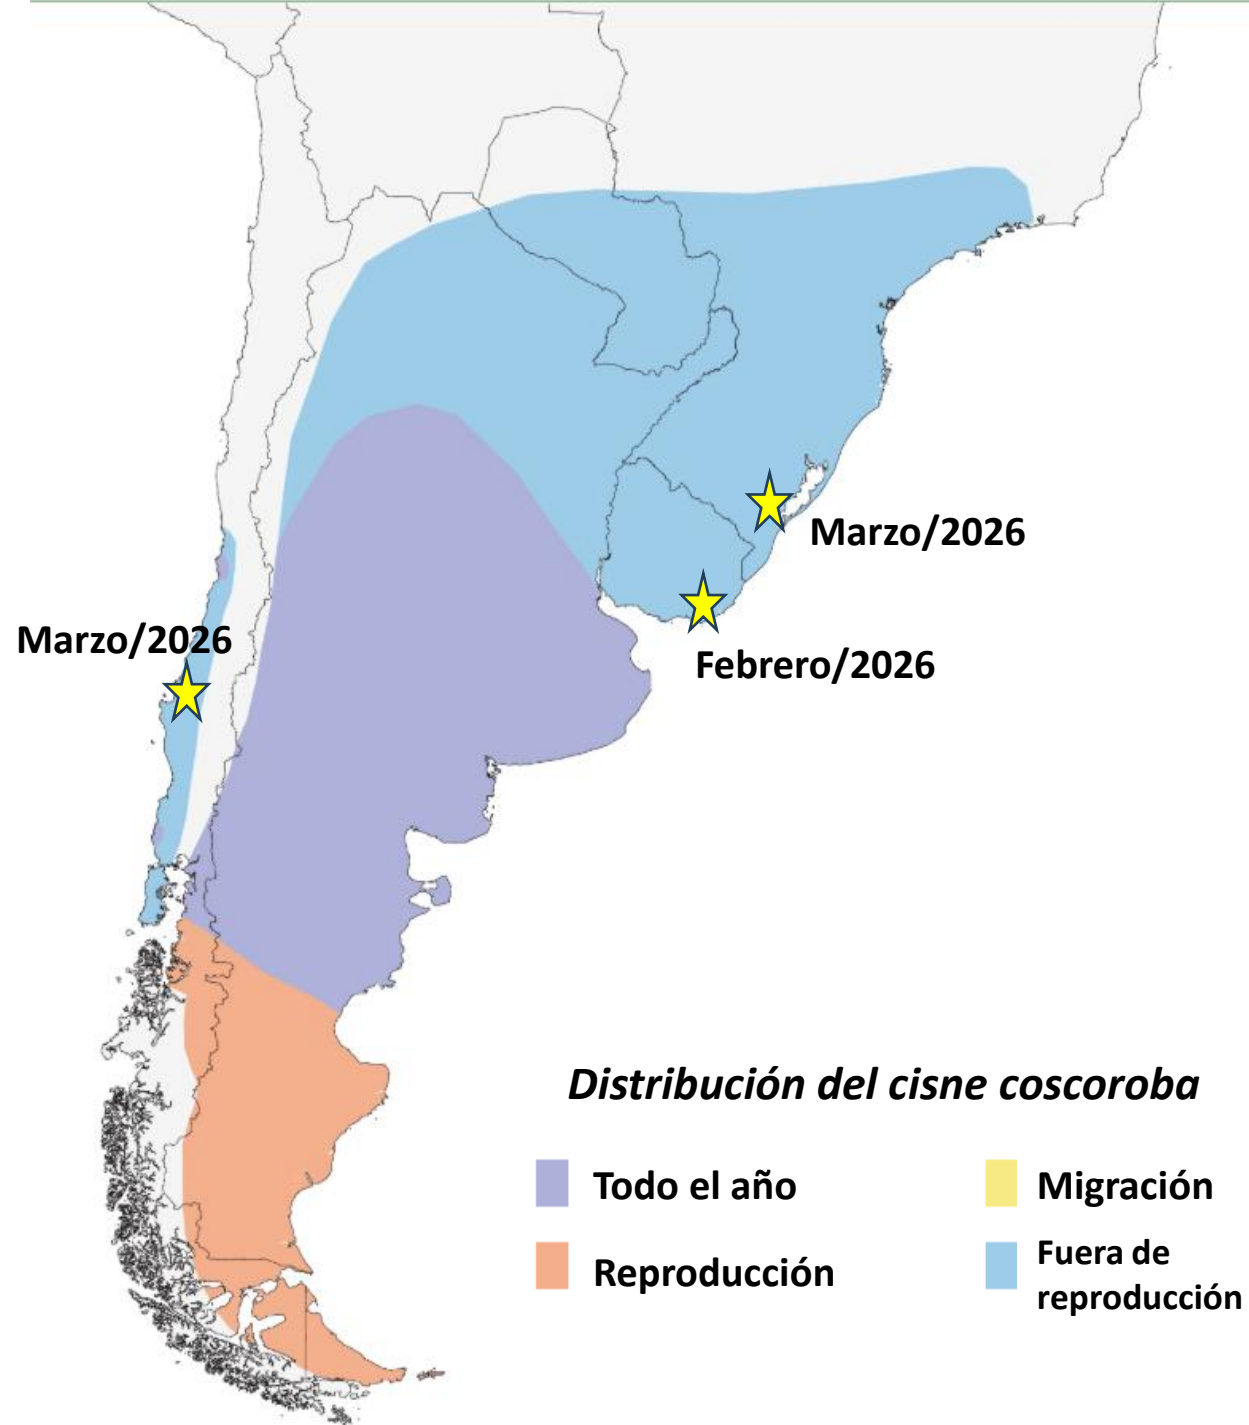 Marzo/2026
Marzo/2026
Febrero/2026
Distribución del cisne coscoroba
Todo el año
Migración
Reproducción
Fuera de
reproducción